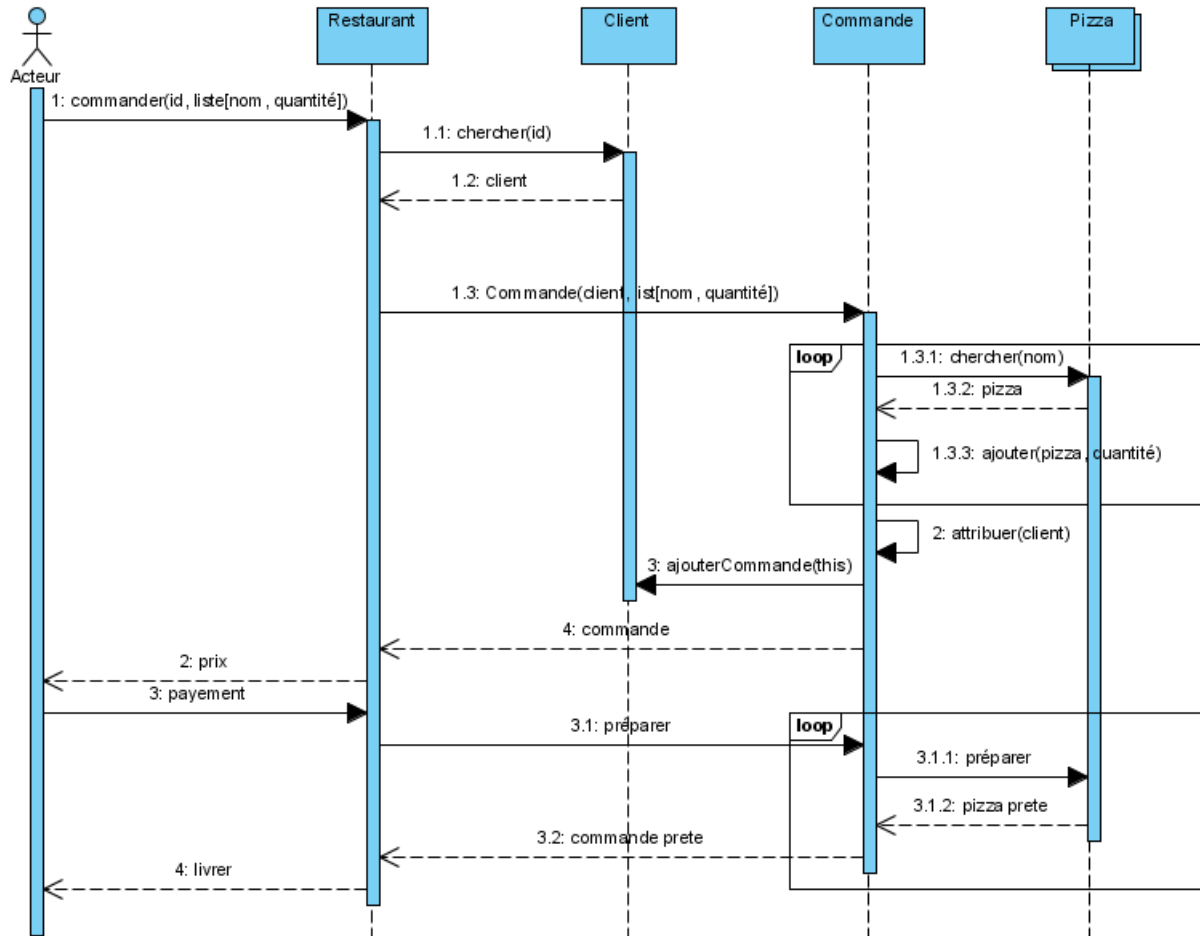 Restaurant
Client
Commande
Pizza
Acteur
1: commander(id, liste[nom , quantité])
1.1: chercher(id)
1.2: client
1.3: Commande(client, list[nom , quantité])
loop
1.3.1: chercher(nom)
1.3.2: pizza
1.3.3: ajouter(pizza, quantité)
2: attribuer(client)
3: ajouterCommande(this)
4: commande
2: prix
3: payement
loop
3.1: préparer
3.1.1: préparer
3.1.2: pizza prete
3.2: commande prete
4: livrer